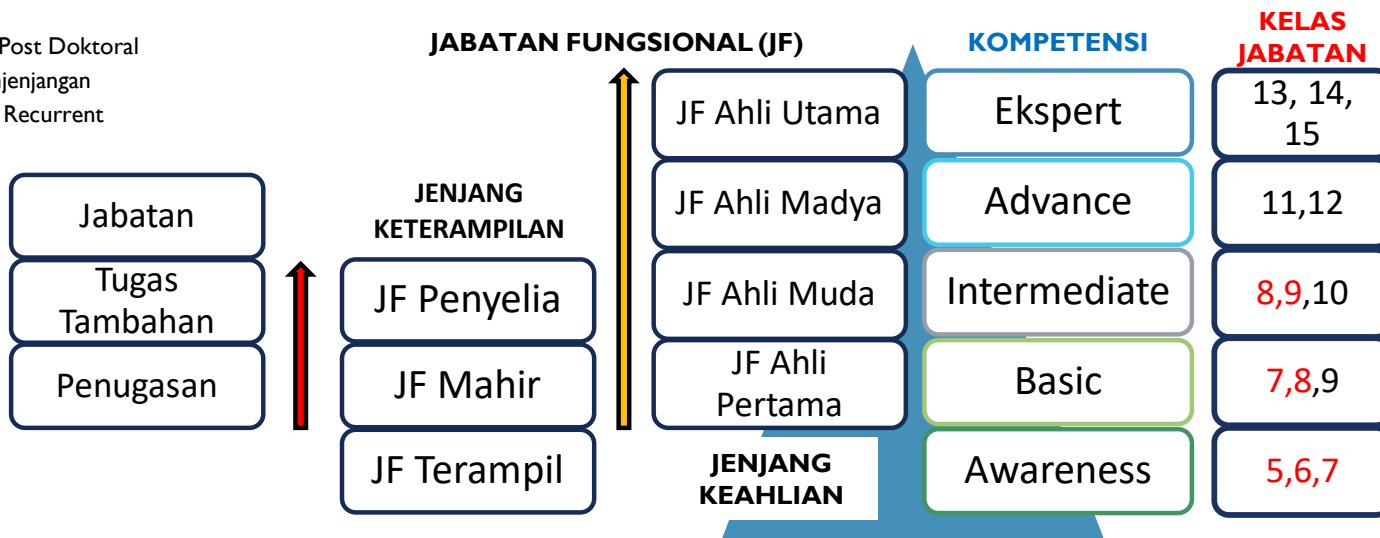 Post Doktoral
njenjangan
Recurrent
Jabatan
Tugas
Tambahan
Penugasan
JENJANG
KETERAMPILAN
JF Penyelia
JF Mahir
JF Terampil
JABATAN FUNGSIONAL (JF)
JF Ahli Utama
JF Ahli Madya
JF Ahli Muda
JF Ahli
Pertama
JENJANG
KEAHLIAN
KOMPETENSI
Ekspert
Advance
Intermediate
Basic
Awareness
KELAS
JABATAN
13, 14,
15
11,12
8,9,10
7,8,9
5,6,7